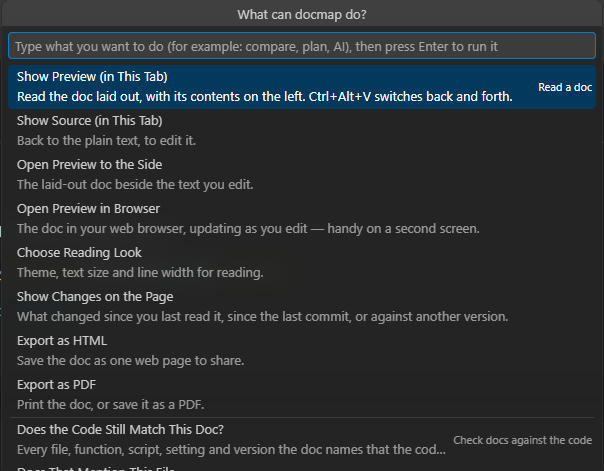 What can docmap do?
Type what you want to do (for example: compare, plan, AI), then press Enter to run it
Show Preview (in This Tab)
Read the doc laid out, with its contents on the left. Ctrl+Alt+V switches back and forth.
Read a doc
Show Source (in This Tab)
Back to the plain text, to edit it.
Open Preview to the Side
The laid-out doc beside the text you edit.
Open Preview in Browser
The doc in your web browser, updating as you edit — handy on a second screen.
Choose Reading Look
Theme, text size and line width for reading.
Show Changes on the Page
What changed since you last read it, since the last commit, or against another version.
Export as HTML
Save the doc as one web page to share.
Export as PDF
Print the doc, or save it as a PDF.
Does the Code Still Match This Doc?
Every file, function, script, setting and version the doc names that the cod...
Check docs against the code
Docs That Mention This File